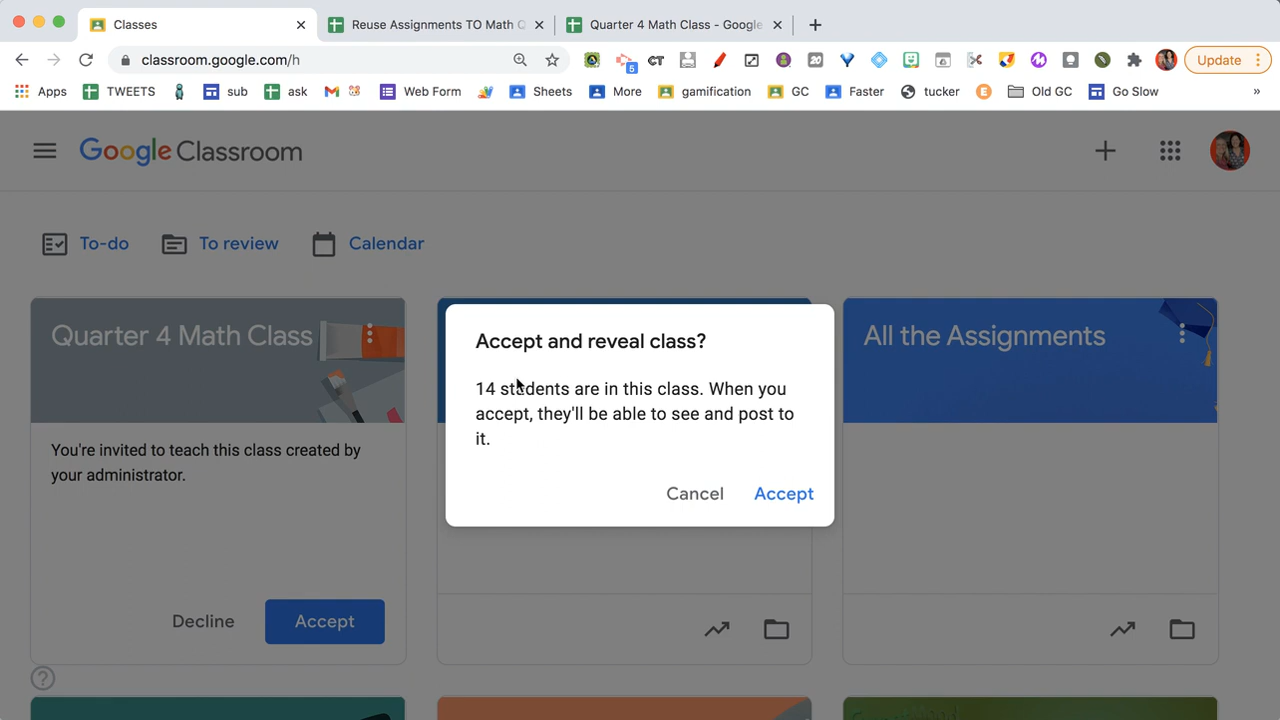 Classes
Reuse Assignments TO Math C
Quarter 4 Math Class - Google
classroom.google.com/h
5
CT
20
Update
Apps
TWEETS
sub
ask
Web Form
Sheets
More
gamification
GC
Faster
tucker
Old GC
Go Slow
»
Google Classroom
To-do
To review
Calendar
Quarter 4 Math Class
All the Assignments
You're invited to teach this class created by
your administrator.
Decline
Accept
Accept and reveal class?
14 students are in this class. When you
accept, they'll be able to see and post to
it.
Cancel
Accept